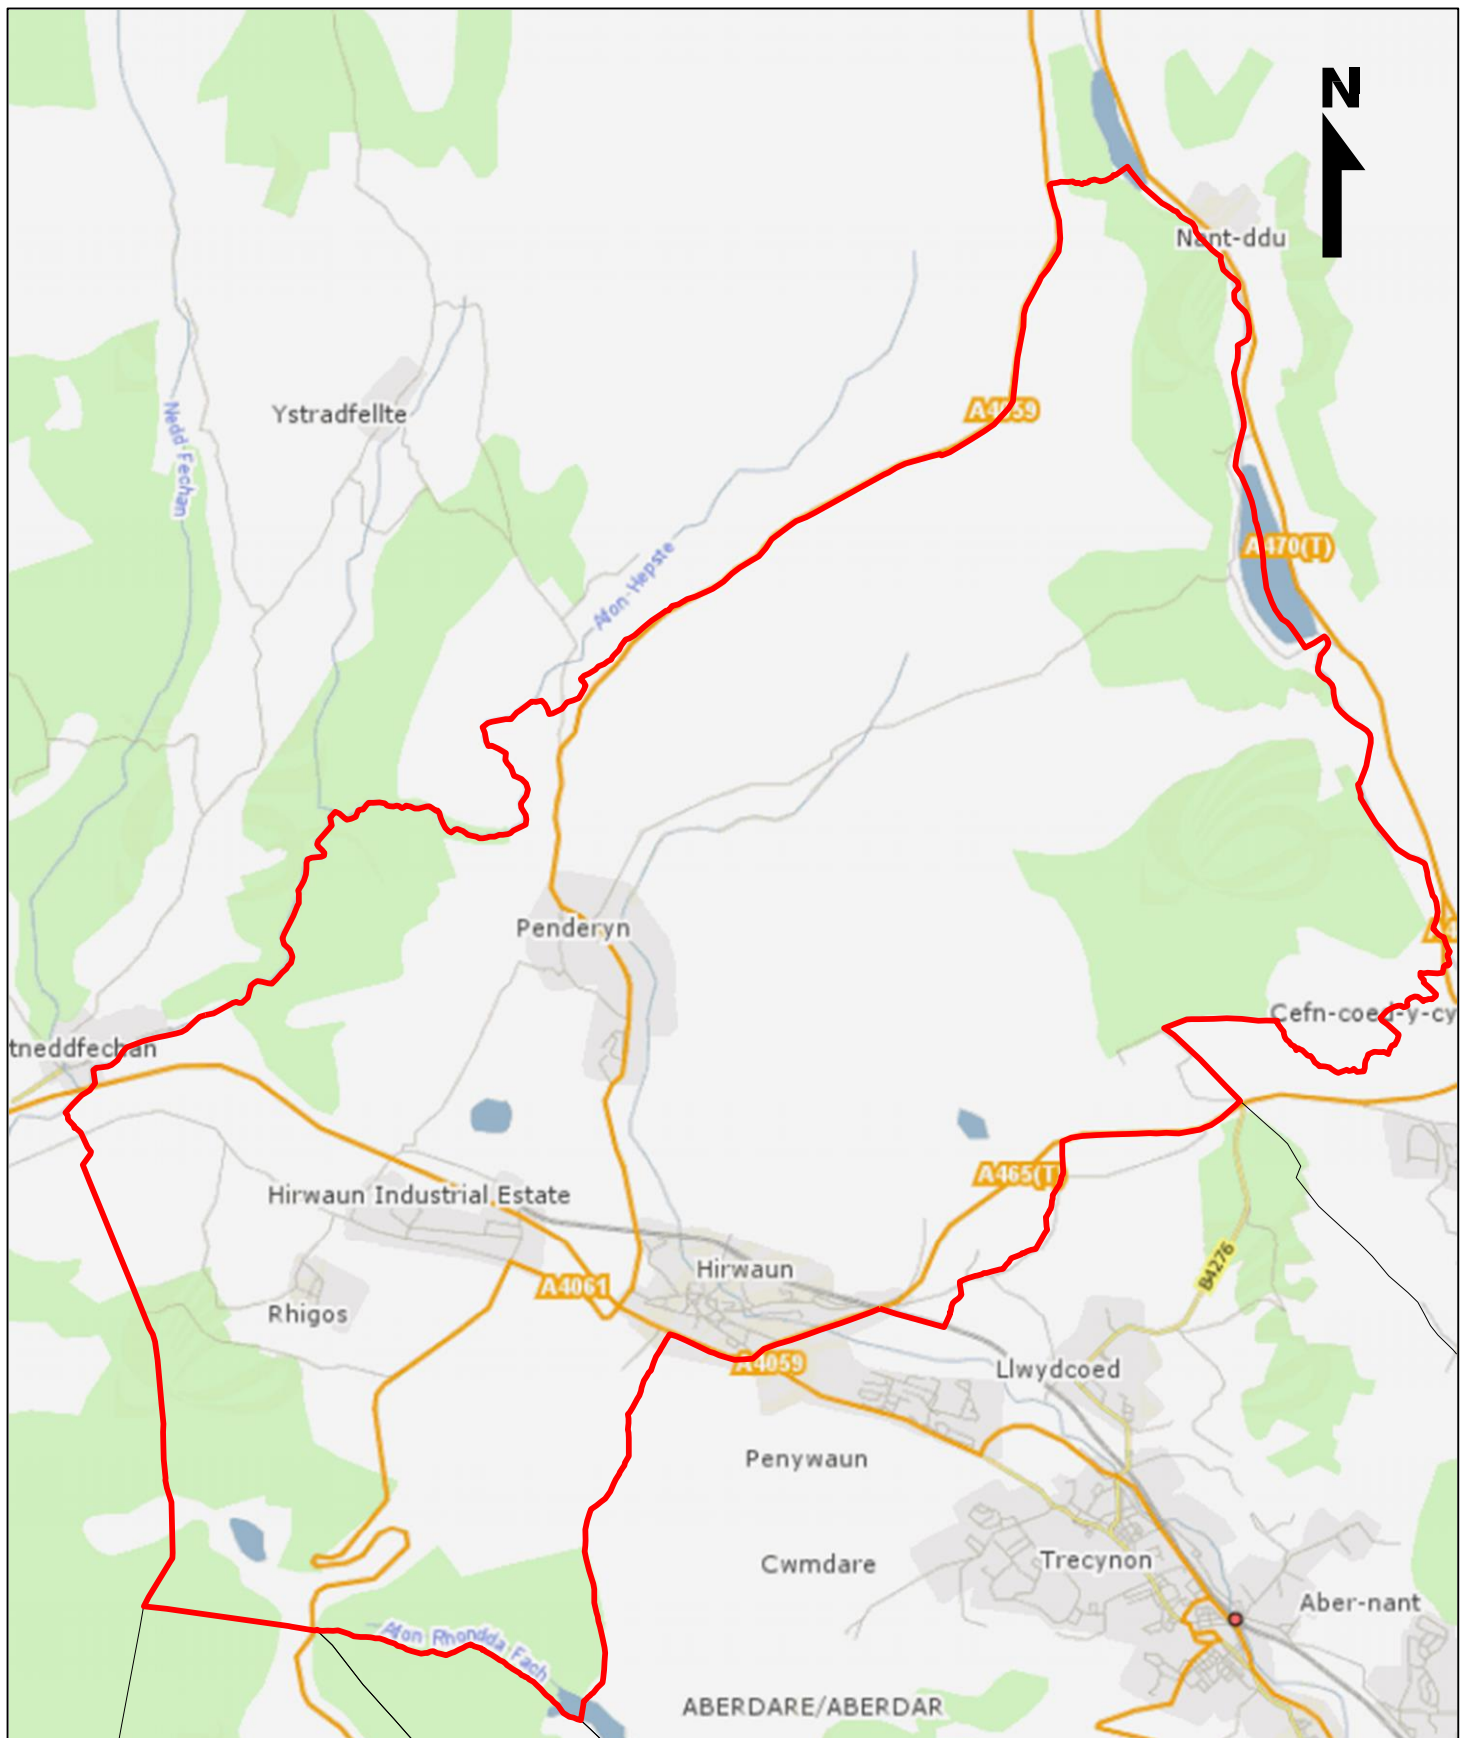 N
Nant-ddu
A4059
Ystradfellte
Nedd Fechan
A470(T)
Afon Hepste
Penderyn
Cefn-coed-y-cy
tneddfechan
A465(T
Hirwaun Industrial Estate
Hirwaun
B4276
A4061
Rhigos
A4059
Llwydcoed
Penywaun
Cwmdare
Trecynon
Aber-nant
Afon Rhondda Fach
ABERDARE/ABERDAR